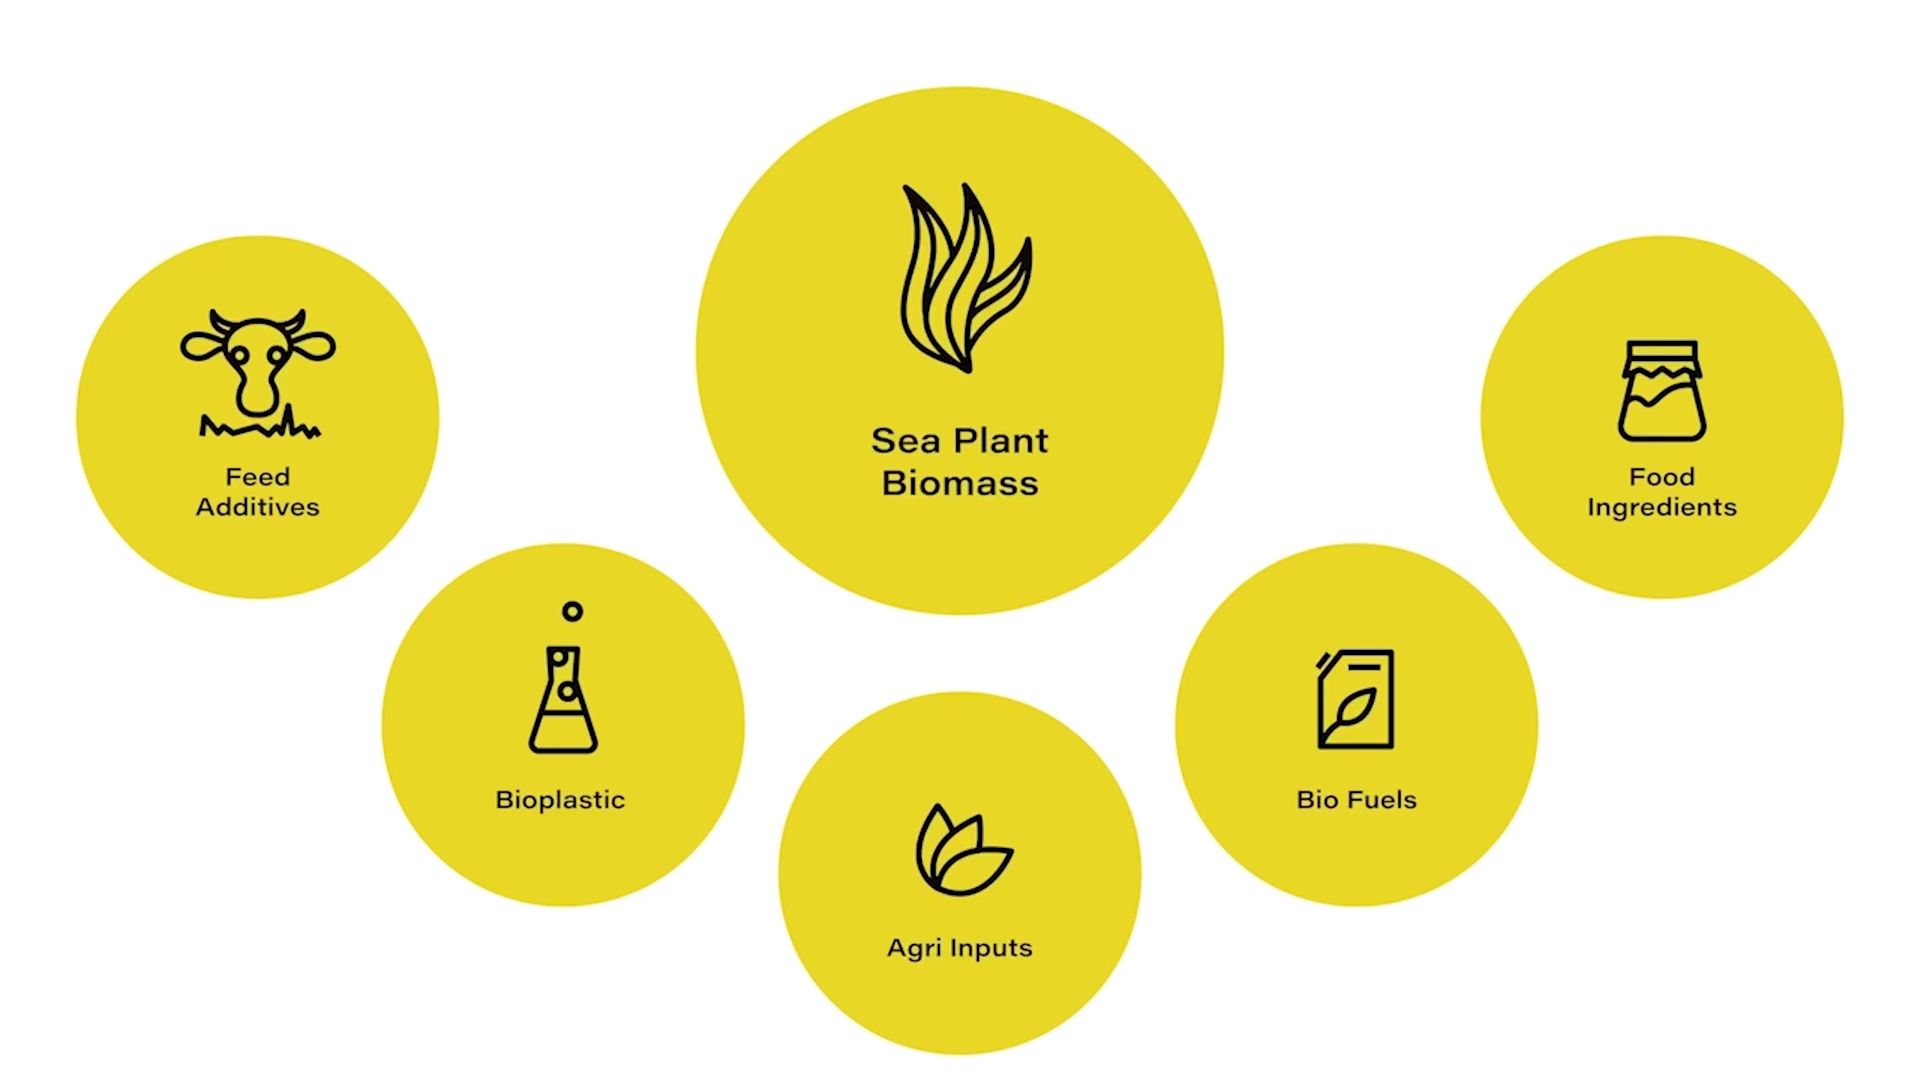 Sea Plant
Biomass
Feed
Additives
Food
Ingredients
Bioplastic
Bio Fuels
Agri Inputs